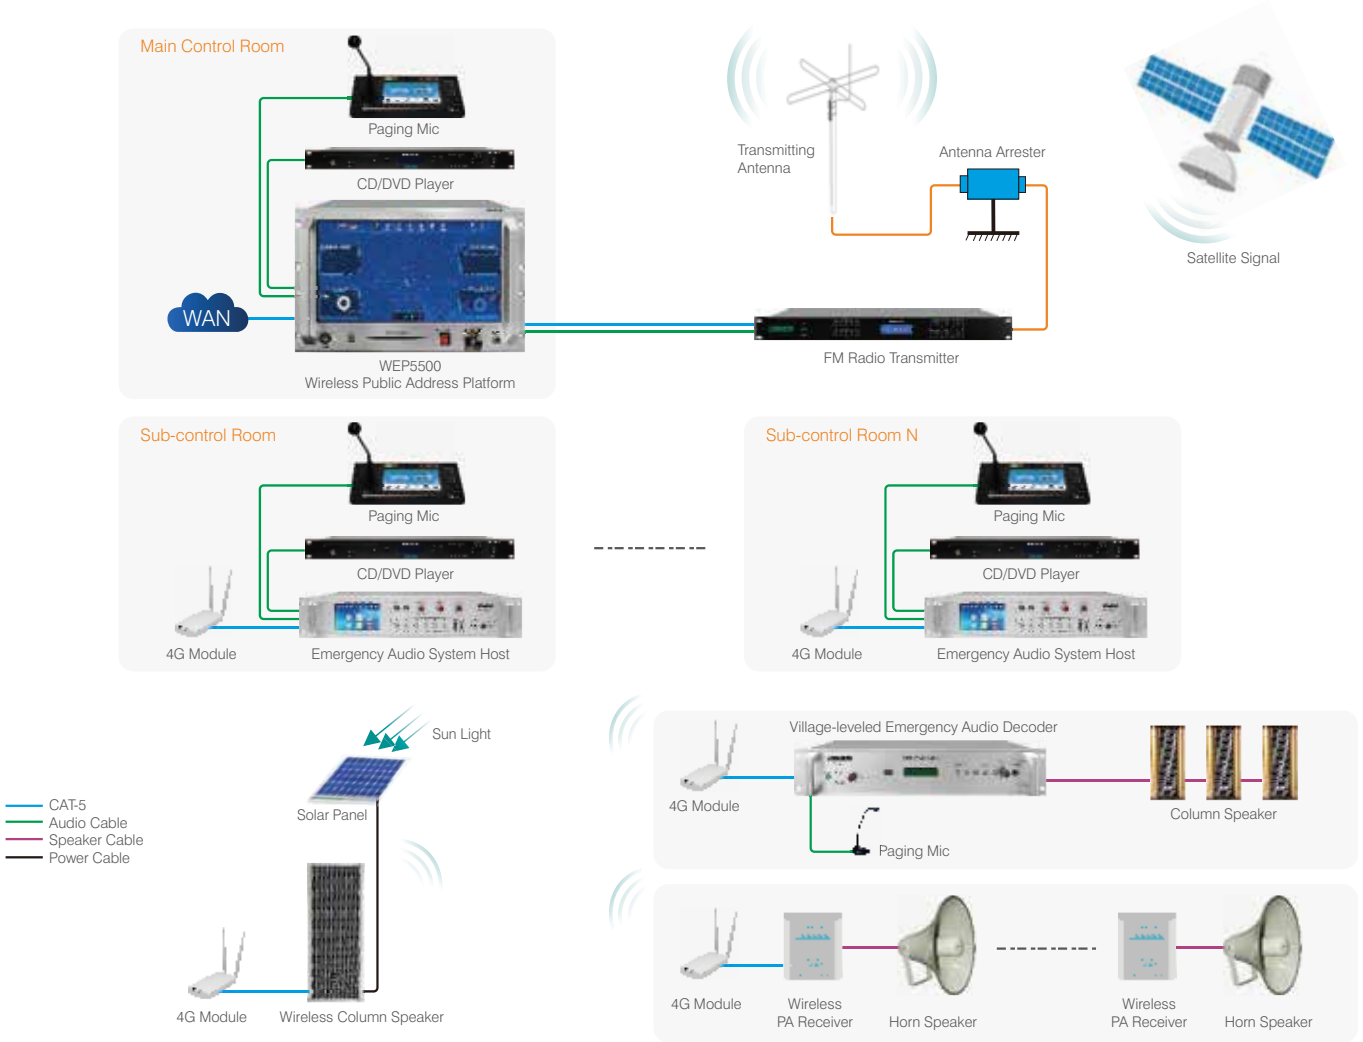 Main Control Room
Paging Mic
CD/DVD Player
WAN
WEP5500
Wireless Public Address Platform
Transmitting
Antenna
Antenna Arrester
Satellite Signal
FM Radio Transmitter
Sub-control Room
Paging Mic
CD/DVD Player
4G Module
Emergency Audio System Host
Sub-control Room N
Paging Mic
CD/DVD Player
4G Module
Emergency Audio System Host
Sun Light
Solar Panel
CAT-5
Audio Cable
Speaker Cable
Power Cable
4G Module
Wireless Column Speaker
Village-leveled Emergency Audio Decoder
4G Module
Paging Mic
Column Speaker
4G Module
Wireless
PA Receiver
Horn Speaker
Wireless
PA Receiver
Horn Speaker